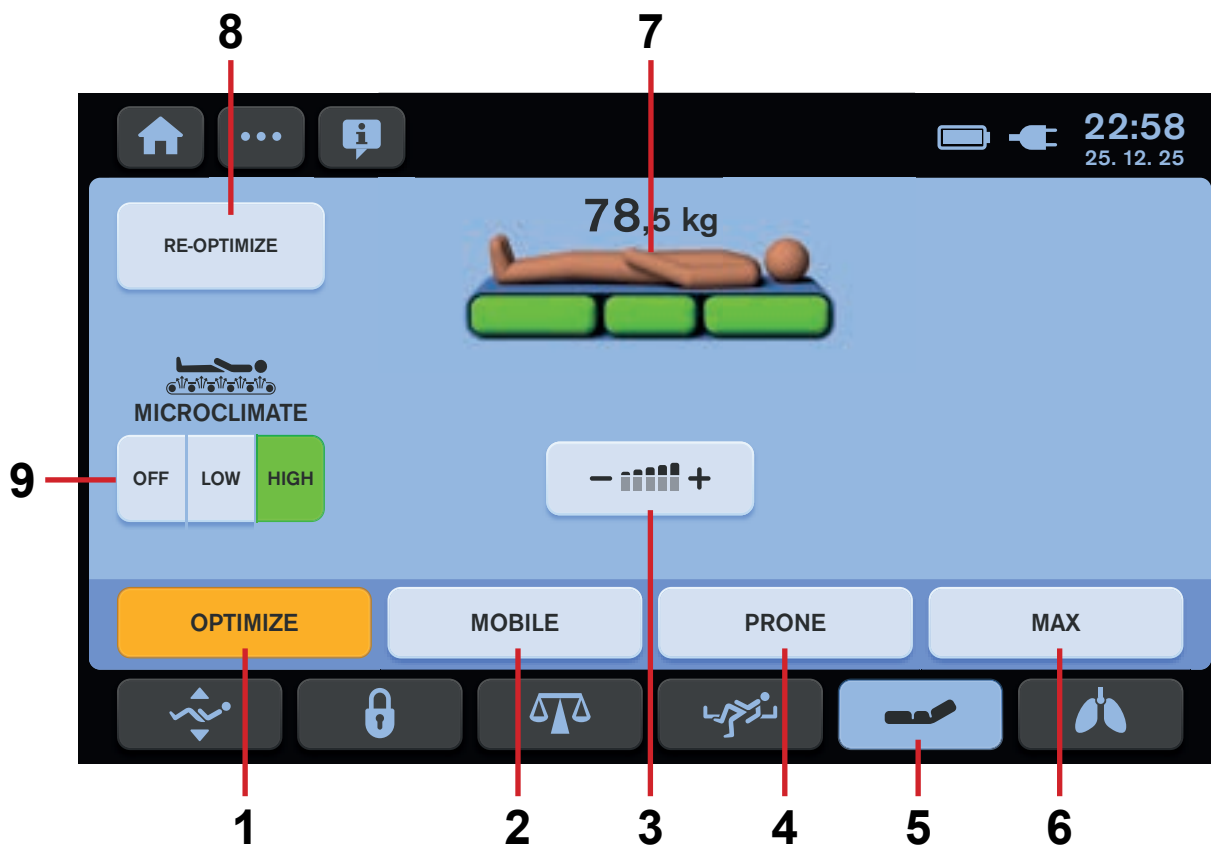 8 7
22:58
25. 12. 25
78,5 kg
RE-OPTIMIZE
MICROCLIMATE
9 OFF LOW HIGH
OPTIMIZE MOBILE PRONE MAX
1 2 3 4 5 6